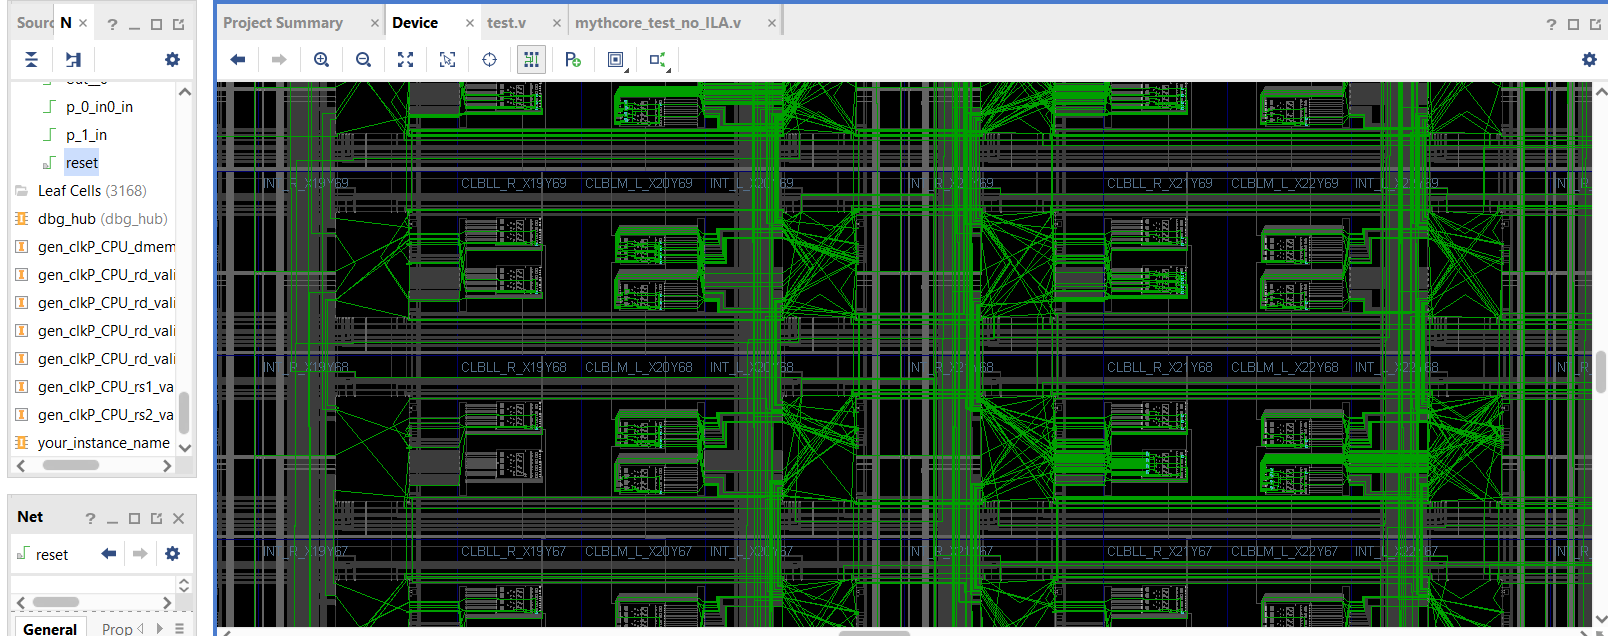 Sourc N × ?
Project Summary × Device × test.v × mythcore_test_no_ILA.v × ?
p_0_in0_in
p_1_in
reset
Leaf Cells (3168)
dbg_hub (dbg_hub)
gen_clkP_CPU_dmem
gen_clkP_CPU_rd_vali
gen_clkP_CPU_rd_vali
gen_clkP_CPU_rd_vali
gen_clkP_CPU_rd_vali
gen_clkP_CPU_rs1_va
gen_clkP_CPU_rs2_va
your_instance_name
Net ?
reset
General Prop
INT_R_X19Y69 CLBLL_R_X19Y69 CLBLM_L_X20Y69 INT_L_X20Y69 INT_R_X21Y69 CLBLL_R_X21Y69 CLBLM_L_X22Y69 INT_L_X22Y69 INT_R
INT_R_X19Y68 CLBLL_R_X19Y68 CLBLM_L_X20Y68 INT_L_X20Y68 INT_R_X21Y68 CLBLL_R_X21Y68 CLBLM_L_X22Y68 INT_L_X22Y68 INT_R
INT_R_X19Y67 CLBLL_R_X19Y67 CLBLM_L_X20Y67 INT_L_X20Y67 INT_R_X21Y67 CLBLL_R_X21Y67 CLBLM_L_X22Y67 INT_L_X22Y67 INT_R